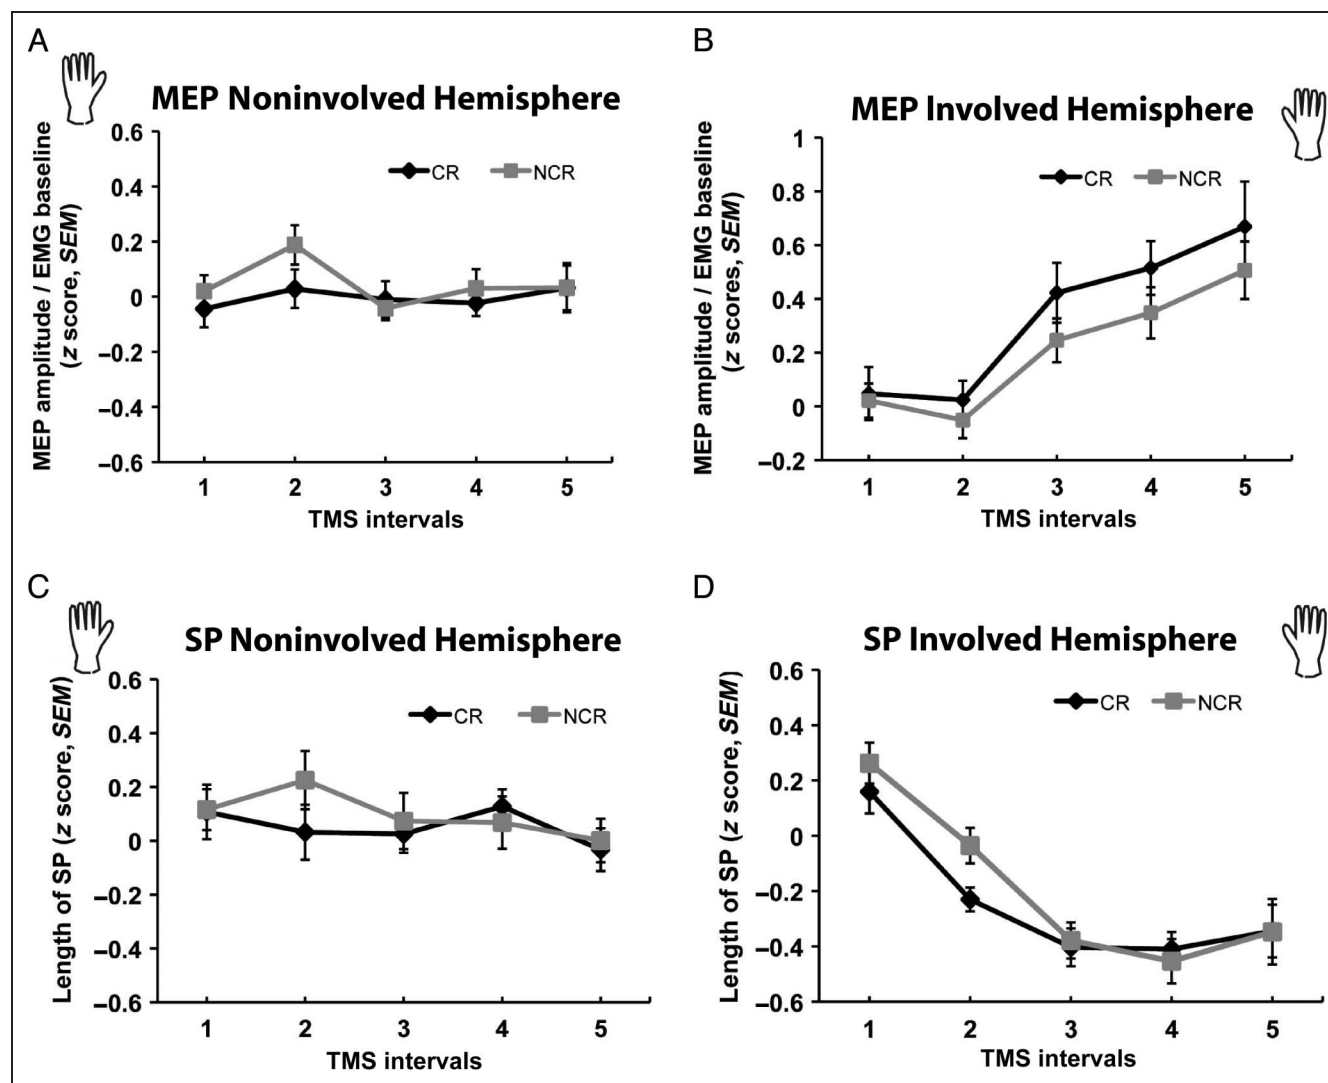 A
MEP Noninvolved Hemisphere
MEP amplitude / EMG baseline
(z score, SEM)
0.6
0.4
0.2
0
–0.2
–0.4
–0.6
CR
NCR
1 2 3 4 5
TMS intervals
B
MEP Involved Hemisphere
MEP amplitude / EMG baseline
(z scores, SEM)
1
0.8
0.6
0.4
0.2
0
–0.2
CR
NCR
1 2 3 4 5
TMS intervals
C
SP Noninvolved Hemisphere
Length of SP (z score, SEM)
0.6
0.4
0.2
0
–0.2
–0.4
–0.6
CR
NCR
1 2 3 4 5
TMS intervals
D
SP Involved Hemisphere
Length of SP (z score, SEM)
0.6
0.4
0.2
0
–0.2
–0.4
–0.6
CR
NCR
1 2 3 4 5
TMS intervals